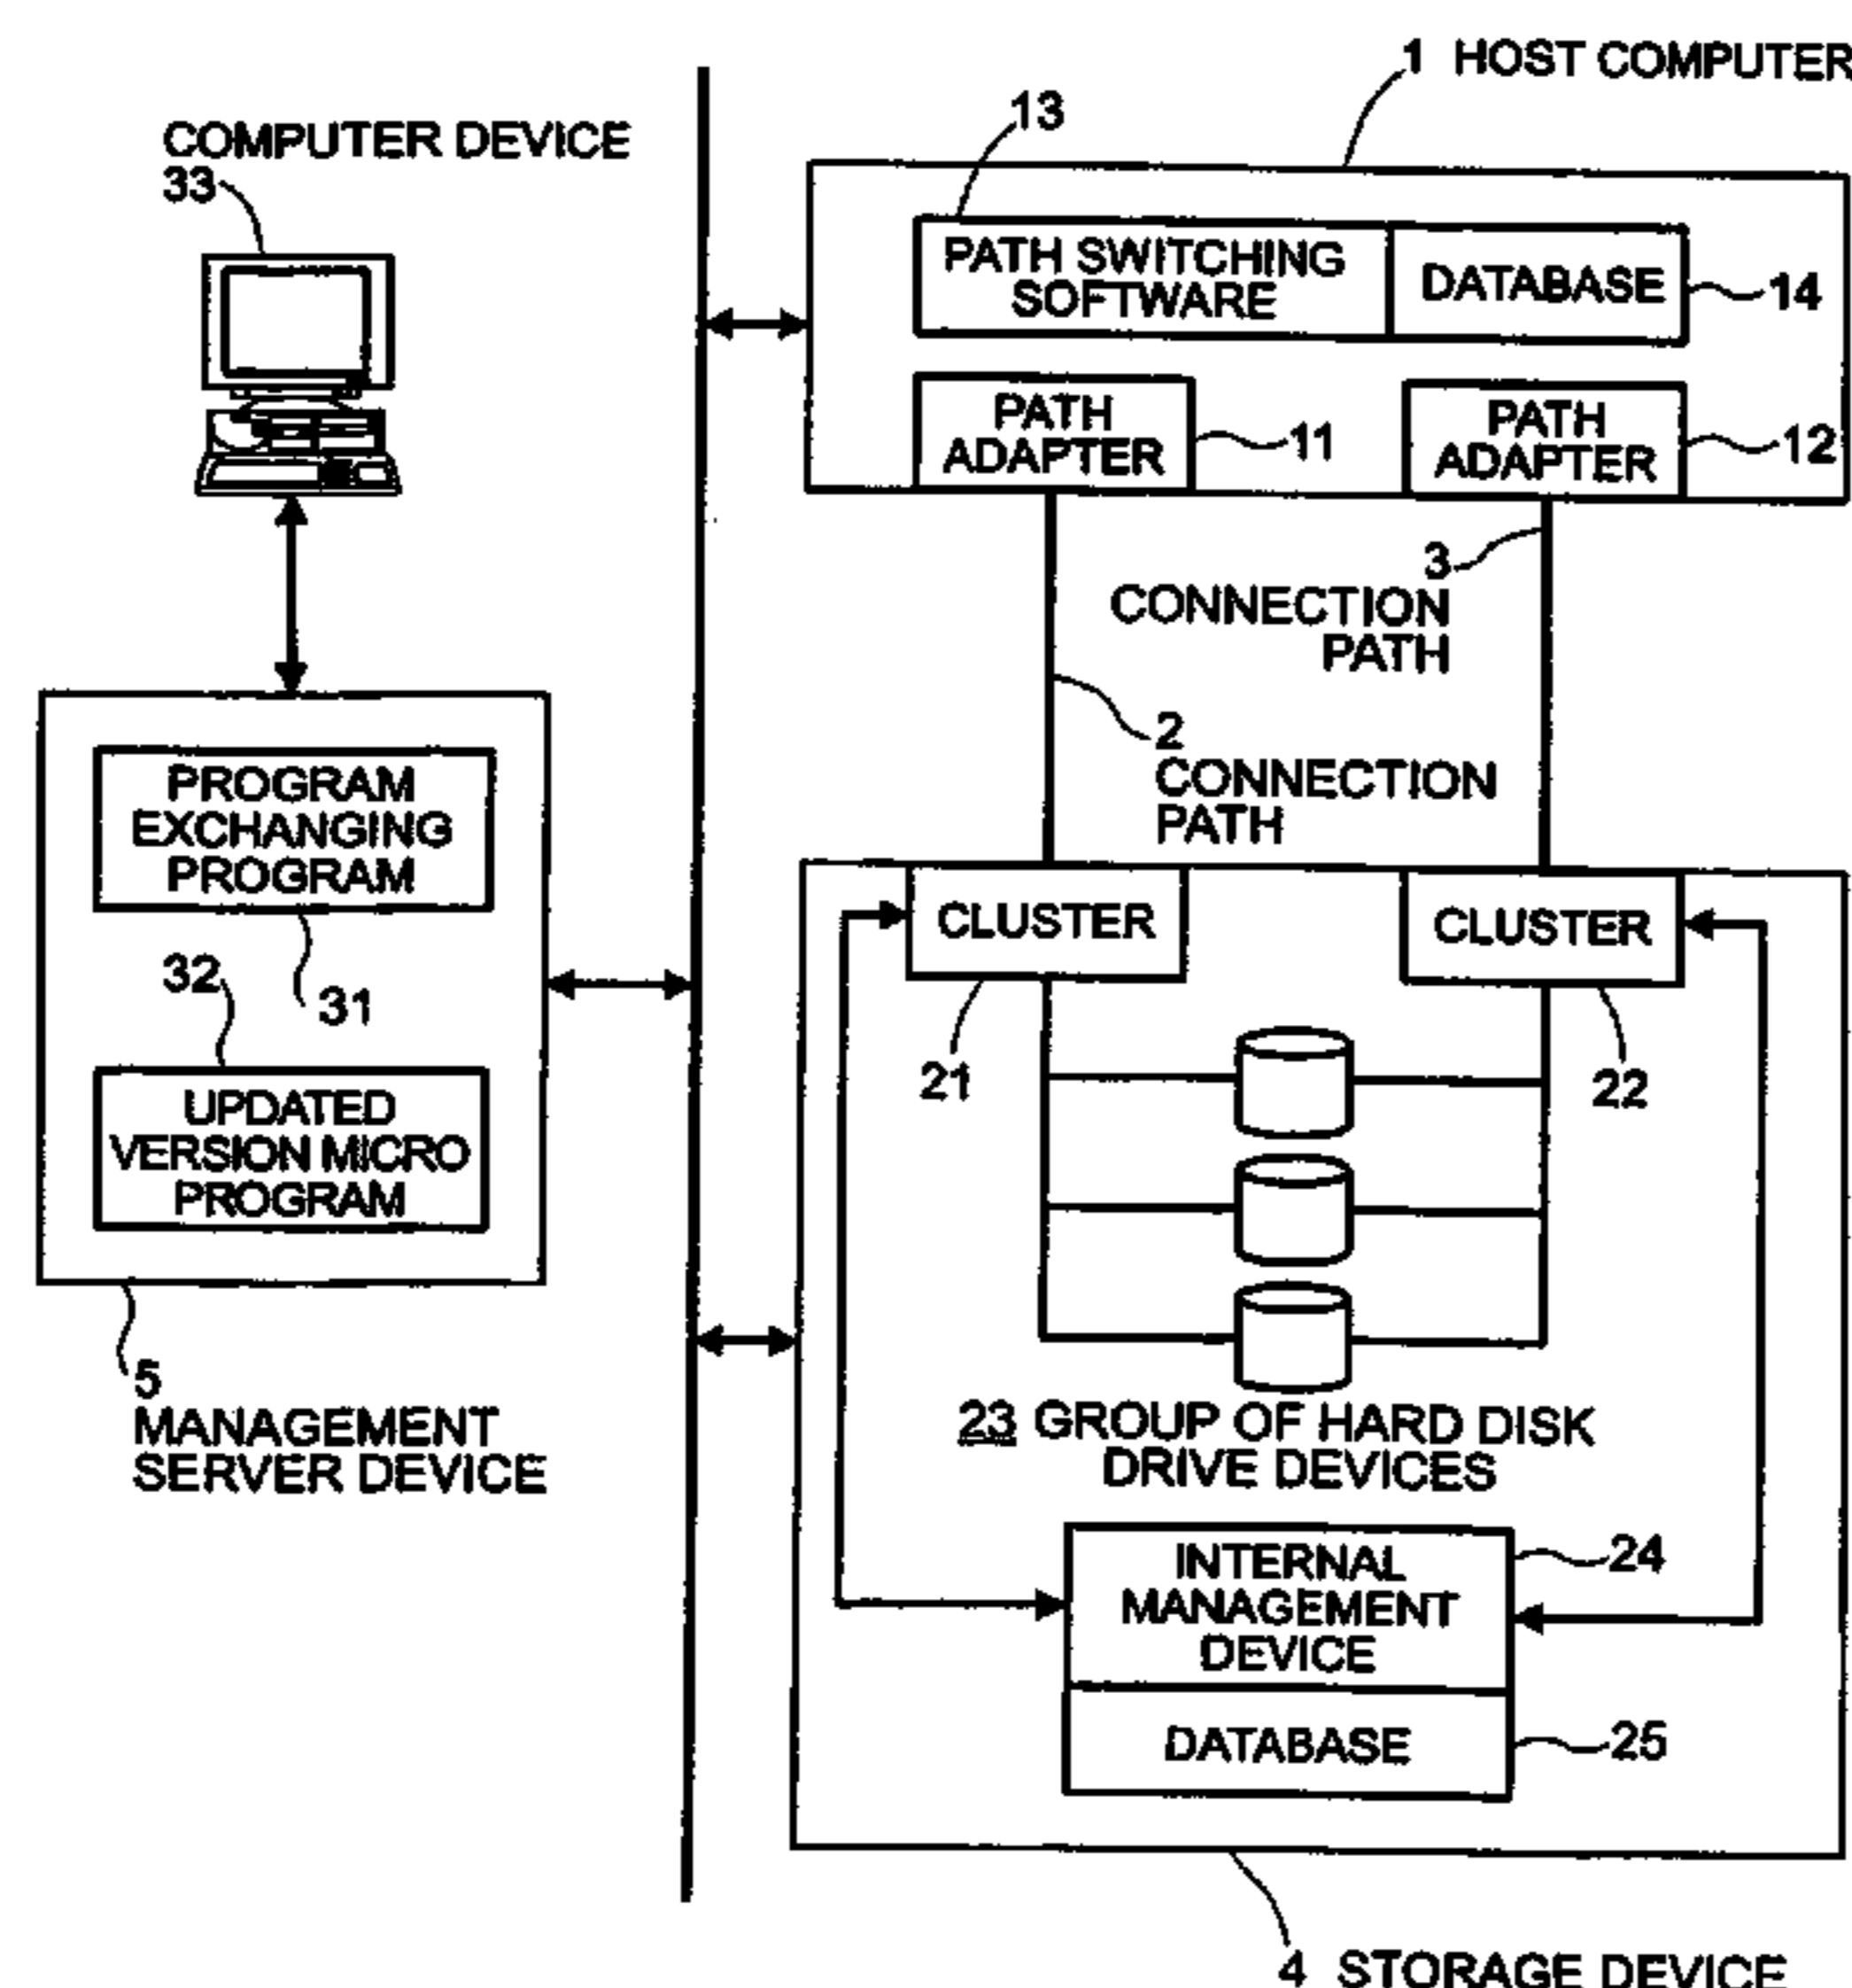 1 HOST COMPUTER
13
COMPUTER DEVICE
33
PATH SWITCHING
SOFTWARE
DATABASE
14
PATH
ADAPTER
11
PATH
ADAPTER
12
3
CONNECTION
PATH
2
CONNECTION
PATH
PROGRAM
EXCHANGING
PROGRAM
31
32
UPDATED
VERSION MICRO
PROGRAM
5
MANAGEMENT
SERVER DEVICE
CLUSTER
21
CLUSTER
22
23 GROUP OF HARD DISK
DRIVE DEVICES
INTERNAL
MANAGEMENT
DEVICE
24
DATABASE
25
4 STORAGE DEVICE